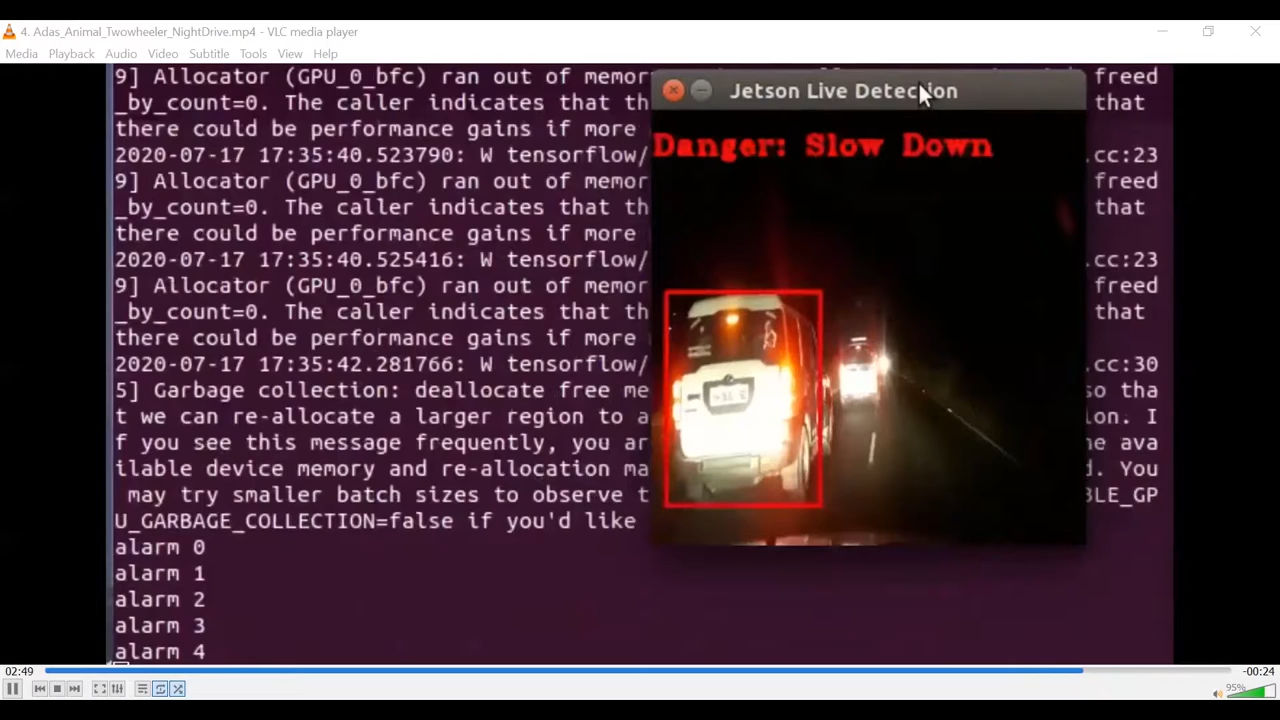 4. Adas_Animal_Twowheeler_NightDrive.mp4 - VLC media player
Media Playback Audio Video Subtitle Tools View Help
9] Allocator (GPU_0_bfc) ran out of memor
freed
_by_count=0. The caller indicates that th
that
there could be performance gains if more
2020-07-17 17:35:40.523790: W tensorflow/
.cc:23
9] Allocator (GPU_0_bfc) ran out of memor
freed
_by_count=0. The caller indicates that th
that
there could be performance gains if more
2020-07-17 17:35:40.525416: W tensorflow/
.cc:23
9] Allocator (GPU_0_bfc) ran out of memor
freed
_by_count=0. The caller indicates that th
that
there could be performance gains if more
2020-07-17 17:35:42.281766: W tensorflow/
.cc:30
5] Garbage collection: deallocate free me
so tha
t we can re-allocate a larger region to a
ion. I
f you see this message frequently, you ar
he ava
ilable device memory and re-allocation ma
d. You
may try smaller batch sizes to observe t
BLE_GP
U_GARBAGE_COLLECTION=false if you'd like
alarm 0
alarm 1
alarm 2
alarm 3
alarm 4
Jetson Live Detection
Danger: Slow Down
02:49
-00:24
95%